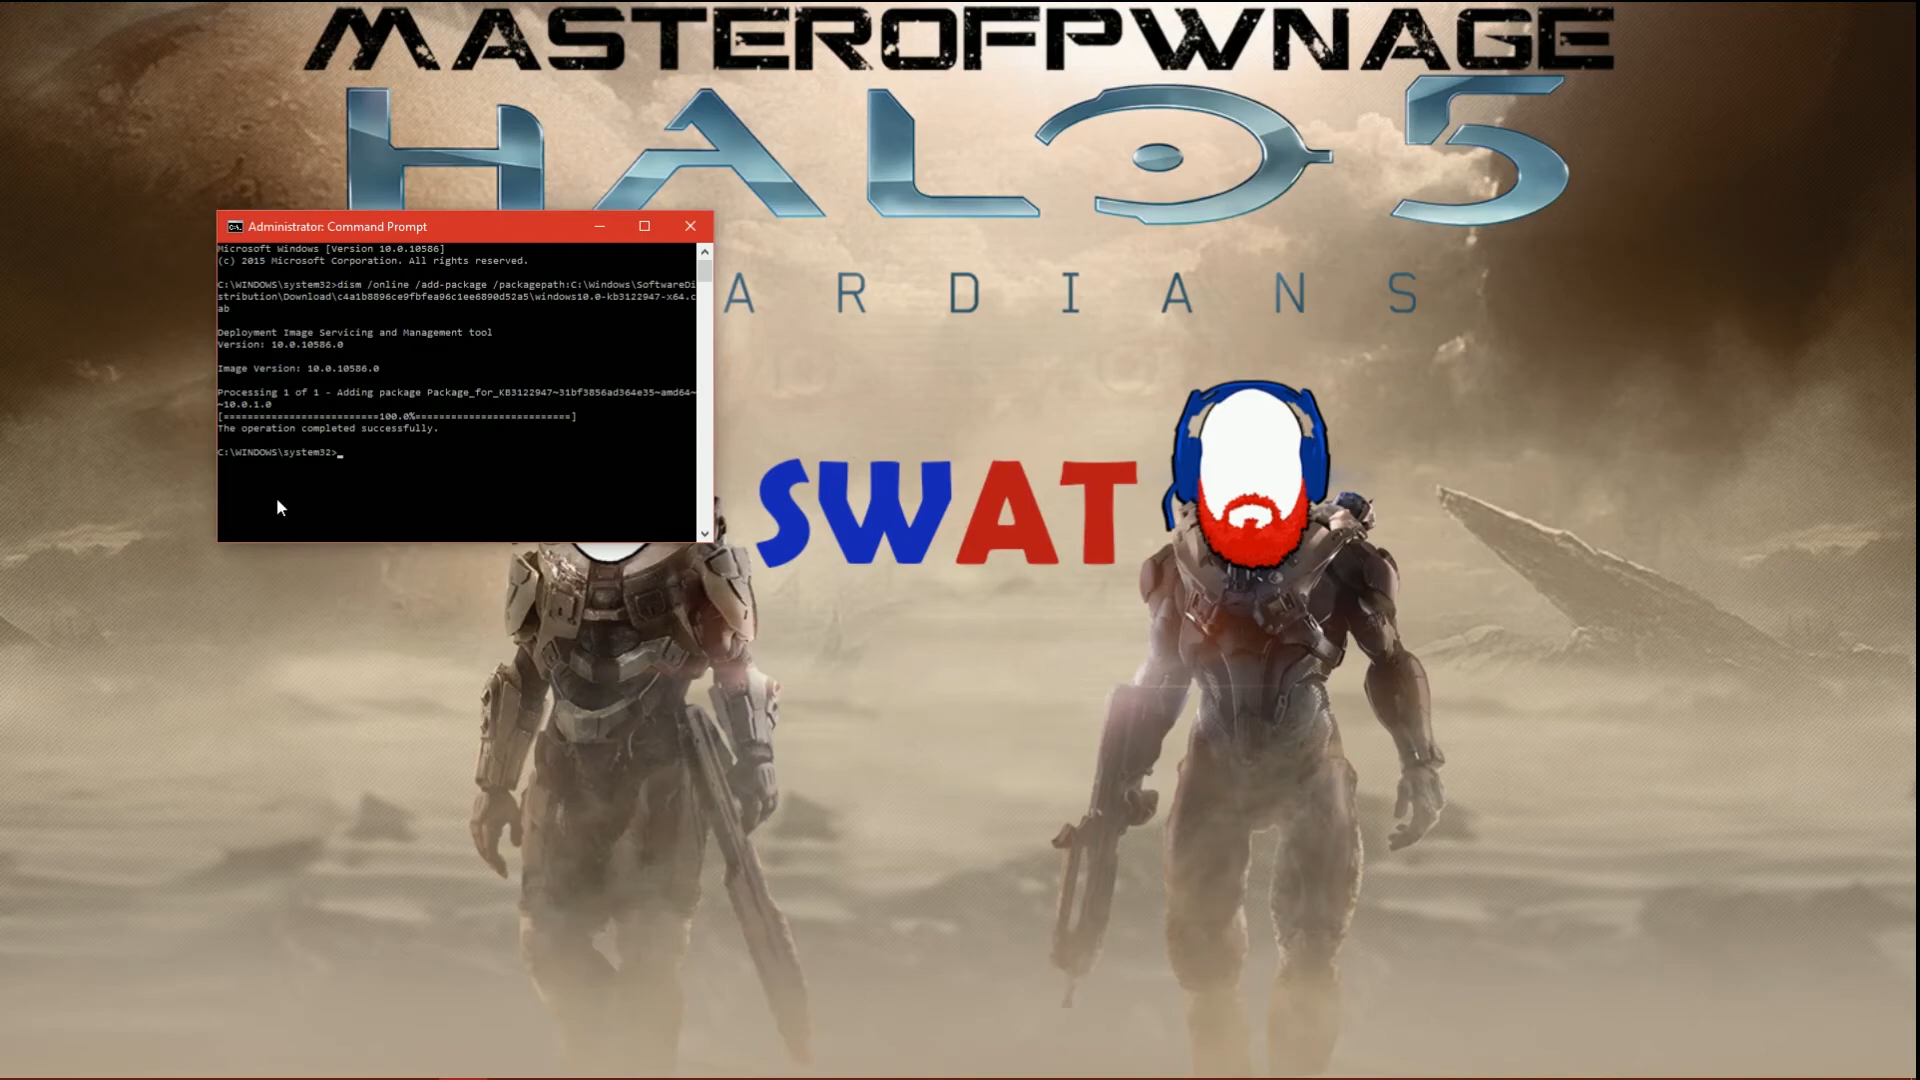 MASTEROFPWNAGE
HALO 5
ARDIANS
Administrator: Command Prompt
Microsoft Windows [Version 10.0.10586]
(c) 2015 Microsoft Corporation. All rights reserved.
C:\WINDOWS\system32>dism /online /add-package /packagepath:C:\Windows\SoftwareDi
stribution\Download\c4a1b8896ce9fbfea96c1ee6890d52a5\windows10.0-kb3122947-x64.c
ab
Deployment Image Servicing and Management tool
Version: 10.0.10586.0
Image Version: 10.0.10586.0
Processing 1 of 1 - Adding package Package_for_KB3122947~31bf3856ad364e35~amd64~
~10.0.1.0
[==========================100.0%==========================]
The operation completed successfully.
C:\WINDOWS\system32>
SWAT